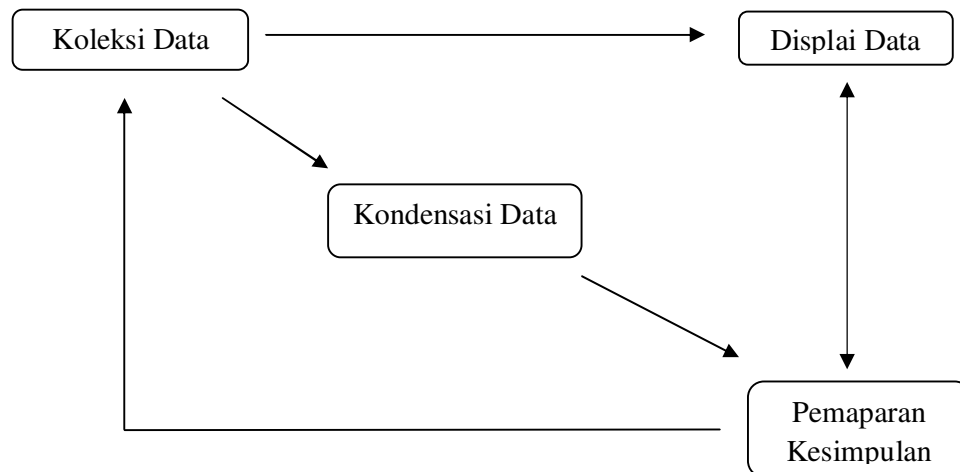 Koleksi Data
Displai Data
Kondensasi Data
Pemaparan
Kesimpulan